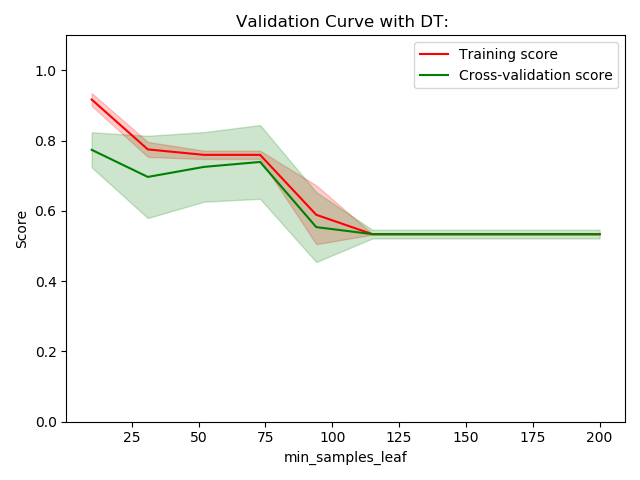 Validation Curve with DT:
Training score
Cross-validation score
Score
1.0
0.8
0.6
0.4
0.2
0.0
25 50 75 100 125 150 175 200
min_samples_leaf